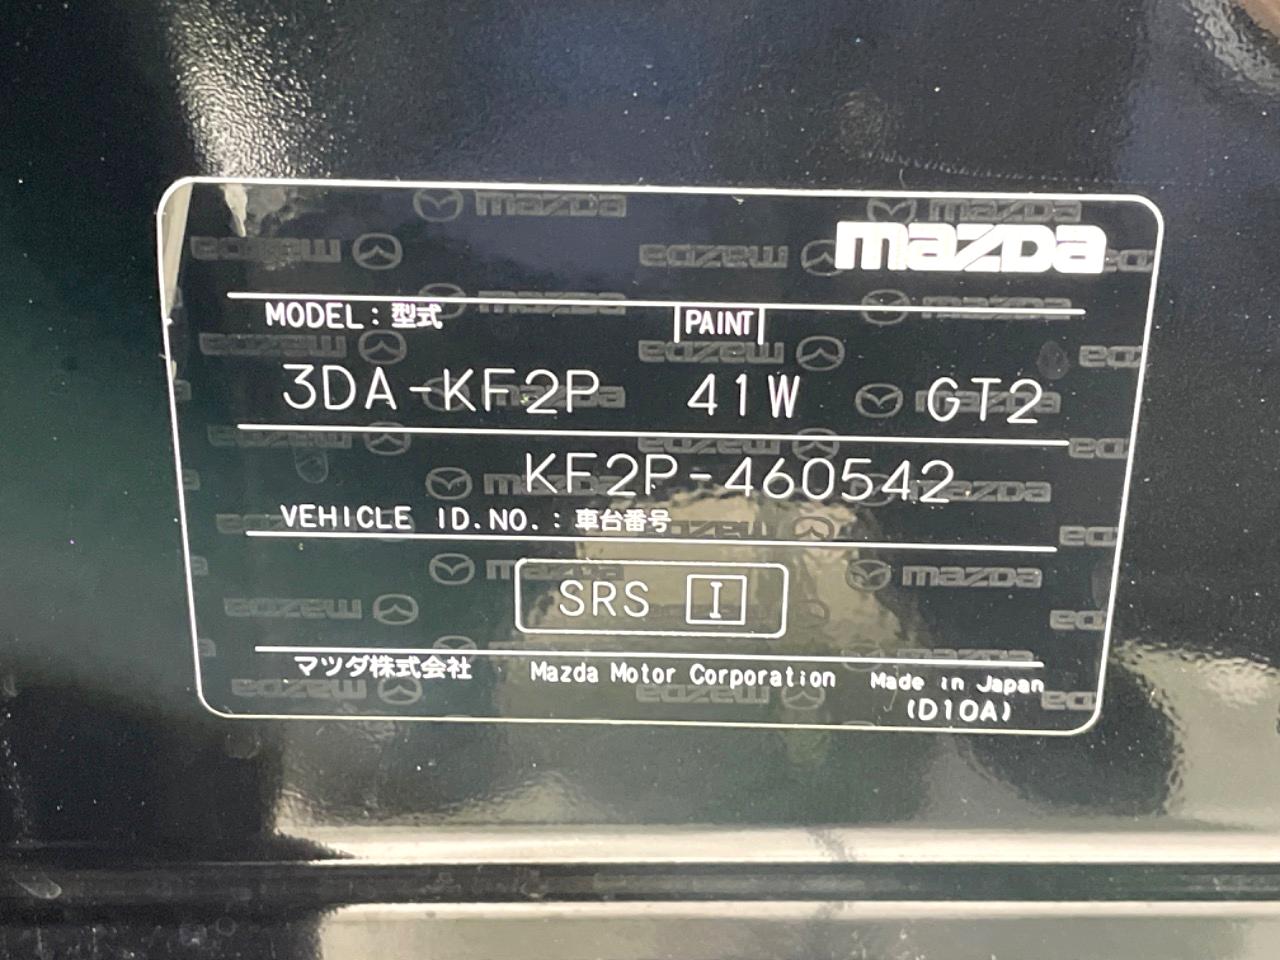 mazda
MODEL : 型式 PAINT
3DA-KF2P 41W GT2
KF2P-460542
VEHICLE ID.NO. : 車台番号
SRS I
マツダ株式会社 Mazda Motor Corporation Made in Japan
(D10A)